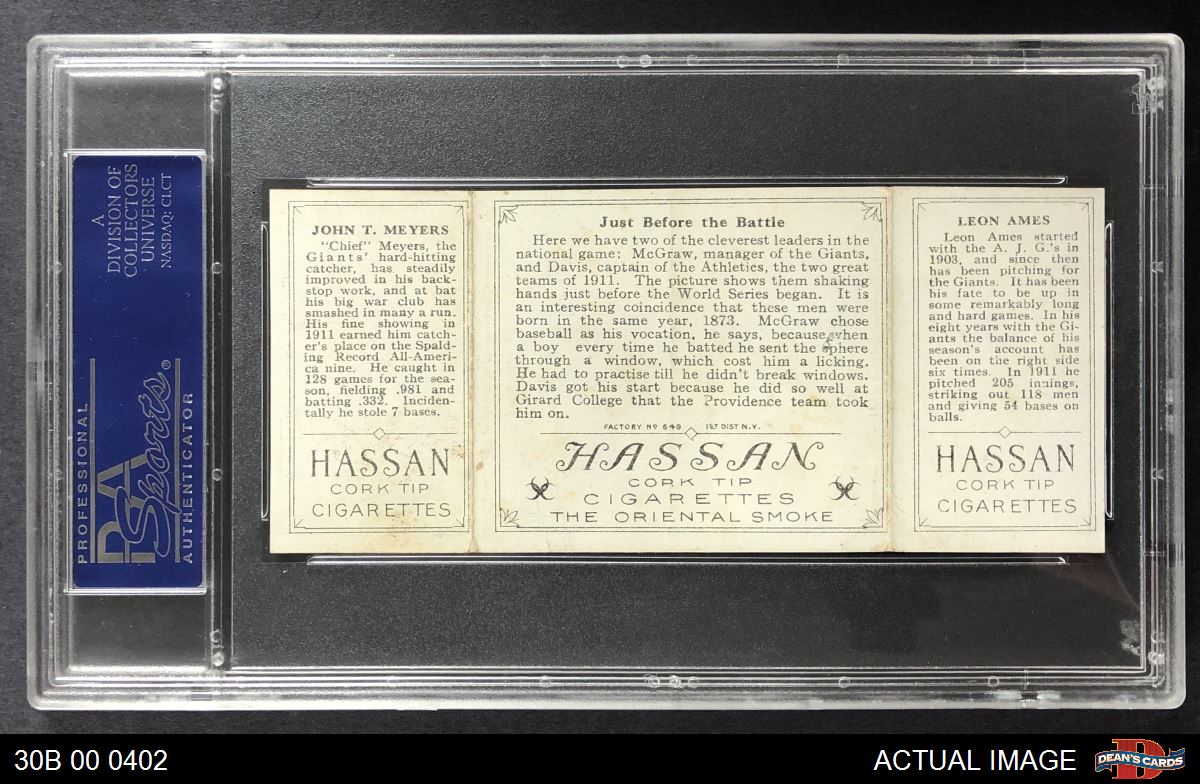 A
DIVISION OF
COLLECTORS
UNIVERSE
NASDAQ: CLCT
PROFESSIONAL
PSA
Sports®
AUTHENTICATOR
JOHN T. MEYERS
"Chief" Meyers, the
Giants' hard-hitting
catcher, has steadily
improved in his back-
stop work, and at bat
his big war club has
smashed in many a run.
His fine showing in
1911 earned him catch-
er's place on the Spald-
ing Record All-Ameri-
ca nine. He caught in
128 games for the sea-
son, fielding .981 and
batting .332. Inciden-
tally he stole 7 bases.
HASSAN
CORK TIP
CIGARETTES
Just Before the Battle
Here we have two of the cleverest leaders in the
national game: McGraw, manager of the Giants,
and Davis, captain of the Athletics, the two great
teams of 1911. The picture shows them shaking
hands just before the World Series began. It is
an interesting coincidence that these men were
born in the same year, 1873. McGraw chose
baseball as his vocation, he says, because when
a boy every time he batted he sent the sphere
through a window, which cost him a licking.
He had to practise till he didn't break windows.
Davis got his start because he did so well at
Girard College that the Providence team took
him on.
FACTORY Nº 649 1ST DIST N.Y.
HASSAN
CORK TIP
CIGARETTES
THE ORIENTAL SMOKE
LEON AMES
Leon Ames started
with the A. J. G.'s in
1903, and since then
has been pitching for
the Giants. It has been
his fate to be up in
some remarkably long
and hard games. In his
eight years with the Gi-
ants the balance of his
season's account has
been on the right side
six times. In 1911 he
pitched 205 innings,
striking out 118 men
and giving 54 bases on
balls.
HASSAN
CORK TIP
CIGARETTES
30B 00 0402
ACTUAL IMAGE
D
DEAN'S CARDS